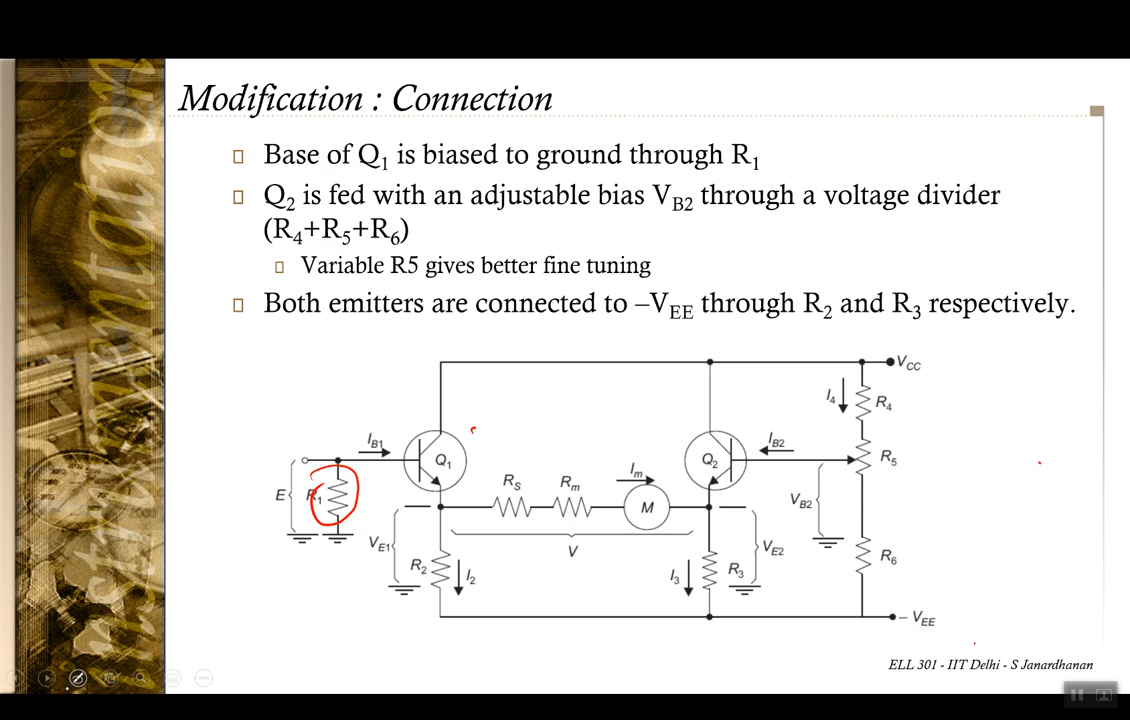 Modification : Connection
Base of Q1 is biased to ground through R1
Q2 is fed with an adjustable bias VB2 through a voltage divider
(R4+R5+R6)
Variable R5 gives better fine tuning
Both emitters are connected to –VEE through R2 and R3 respectively.
VCC
I4
R4
IB1
IB2
Q1
Q2
R5
E
R1
RS
Rm
Im
M
VB2
VE1
V
VE2
R2
I2
I3
R3
R6
– VEE
ELL 301 - IIT Delhi - S Janardhanan